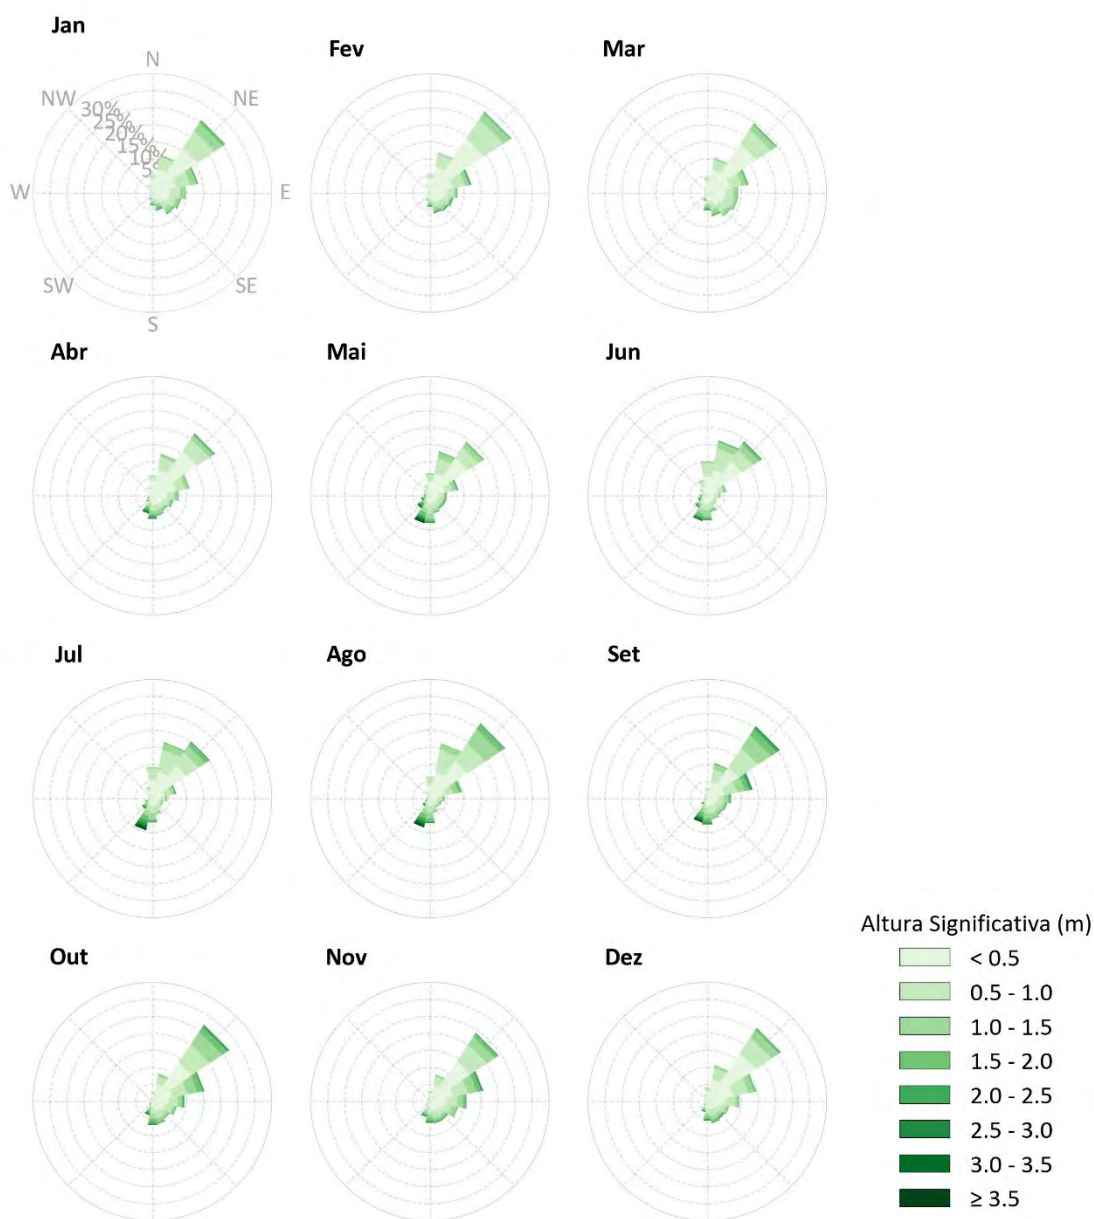 Jan
Fev
Mar
N
NW
NE
30%
25%
20%
15%
10%
5%
W
E
SW
SE
S
Abr
Mai
Jun
Jul
Ago
Set
Out
Nov
Dez
Altura Significativa (m)
< 0.5
0.5 - 1.0
1.0 - 1.5
1.5 - 2.0
2.0 - 2.5
2.5 - 3.0
3.0 - 3.5
≥ 3.5